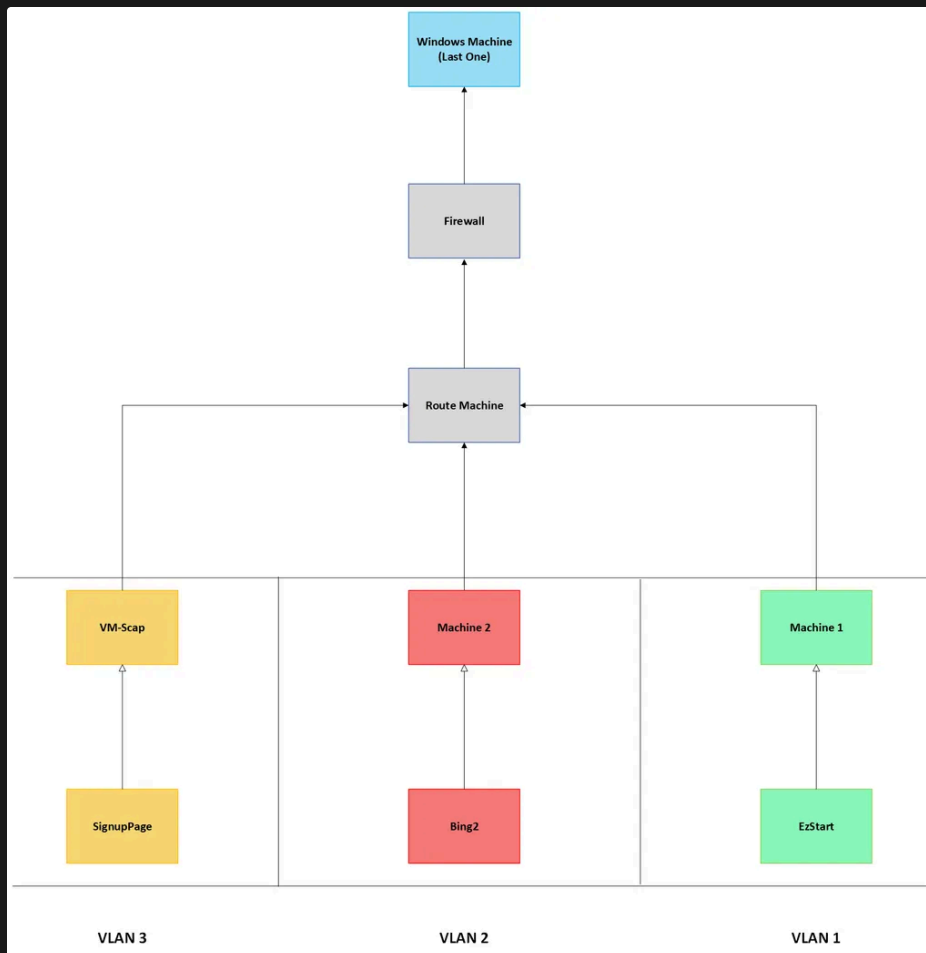 Windows Machine
(Last One)
Firewall
Route Machine
VM-Scap
Machine 2
Machine 1
SignupPage
Bing2
EzStart
VLAN 3
VLAN 2
VLAN 1